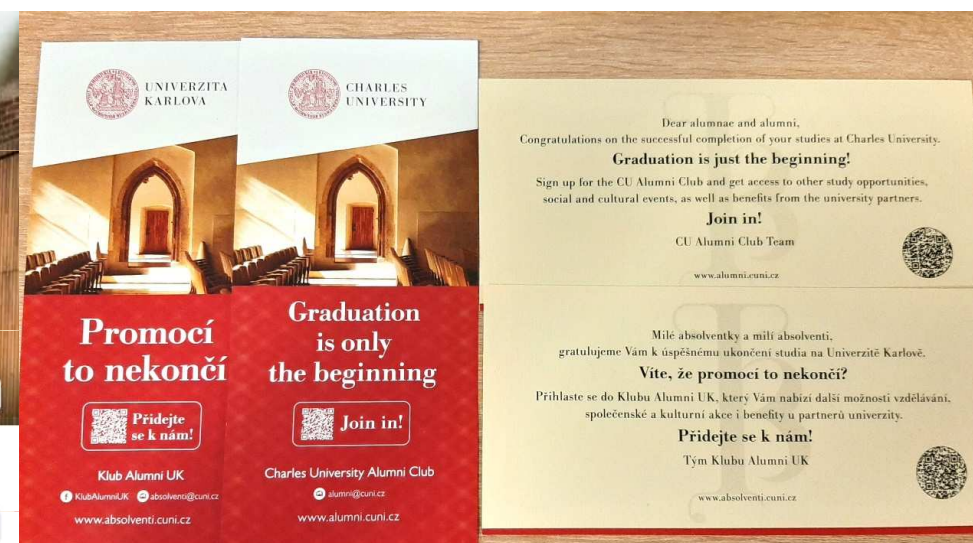 UNIVERZITA
KARLOVA
Promocí
to nekončí
Přidejte
se k nám!
Klub Alumni UK
KlubAlumniUK absolventi@cuni.cz
www.absolventi.cuni.cz
CHARLES
UNIVERSITY
Graduation
is only
the beginning
Join in!
Charles University Alumni Club
alumni@cuni.cz
www.alumni.cuni.cz
Dear alumnae and alumni,
Congratulations on the successful completion of your studies at Charles University.
Graduation is just the beginning!
Sign up for the CU Alumni Club and get access to other study opportunities,
social and cultural events, as well as benefits from the university partners.
Join in!
CU Alumni Club Team
www.alumni.cuni.cz
Milé absolventky a milí absolventi,
gratulujeme Vám k úspěšnému ukončení studia na Univerzitě Karlově.
Víte, že promocí to nekončí?
Přihlaste se do Klubu Alumni UK, který Vám nabízí další možnosti vzdělávání,
společenské a kulturní akce i benefity u partnerů univerzity.
Přidejte se k nám!
Tým Klubu Alumni UK
www.absolventi.cuni.cz